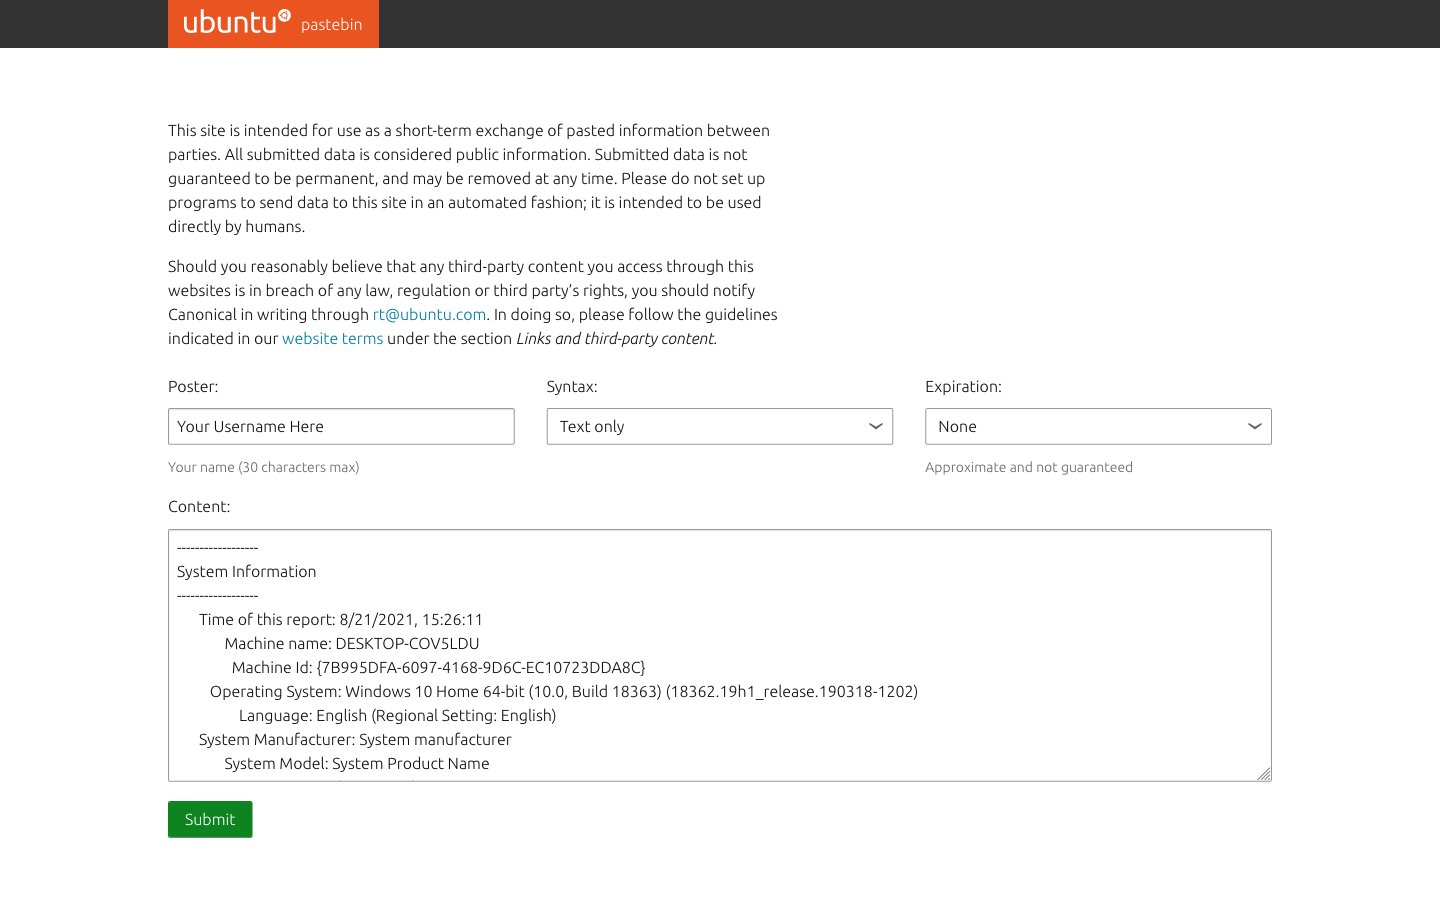 ubuntu pastebin
This site is intended for use as a short-term exchange of pasted information between
parties. All submitted data is considered public information. Submitted data is not
guaranteed to be permanent, and may be removed at any time. Please do not set up
programs to send data to this site in an automated fashion; it is intended to be used
directly by humans.
Should you reasonably believe that any third-party content you access through this
websites is in breach of any law, regulation or third party’s rights, you should notify
Canonical in writing through rt@ubuntu.com. In doing so, please follow the guidelines
indicated in our website terms under the section Links and third-party content.
Poster: Syntax: Expiration:
Your Username Here Text only None
Your name (30 characters max) Approximate and not guaranteed
Content:
------------------
System Information
------------------
Time of this report: 8/21/2021, 15:26:11
Machine name: DESKTOP-COV5LDU
Machine Id: {7B995DFA-6097-4168-9D6C-EC10723DDA8C}
Operating System: Windows 10 Home 64-bit (10.0, Build 18363) (18362.19h1_release.190318-1202)
Language: English (Regional Setting: English)
System Manufacturer: System manufacturer
System Model: System Product Name
Submit